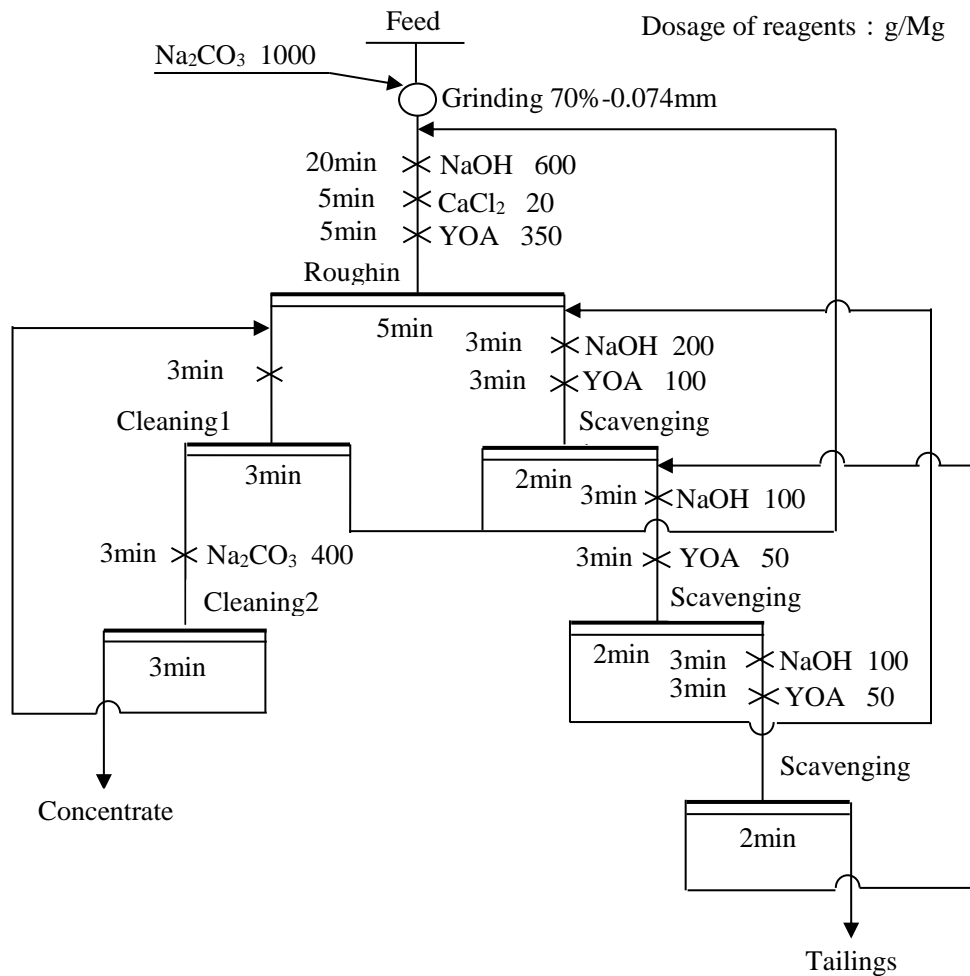 Feed
Dosage of reagents：g/Mg
Na₂CO₃ 1000
Grinding 70%-0.074mm
20min NaOH 600
5min CaCl₂ 20
5min YOA 350
Roughin
5min
3min NaOH 200
3min
3min YOA 100
Cleaning1
Scavenging
3min
2min
3min NaOH 100
3min Na₂CO₃ 400
3min YOA 50
Cleaning2
Scavenging
3min
2min
3min NaOH 100
3min YOA 50
Scavenging
Concentrate
2min
Tailings